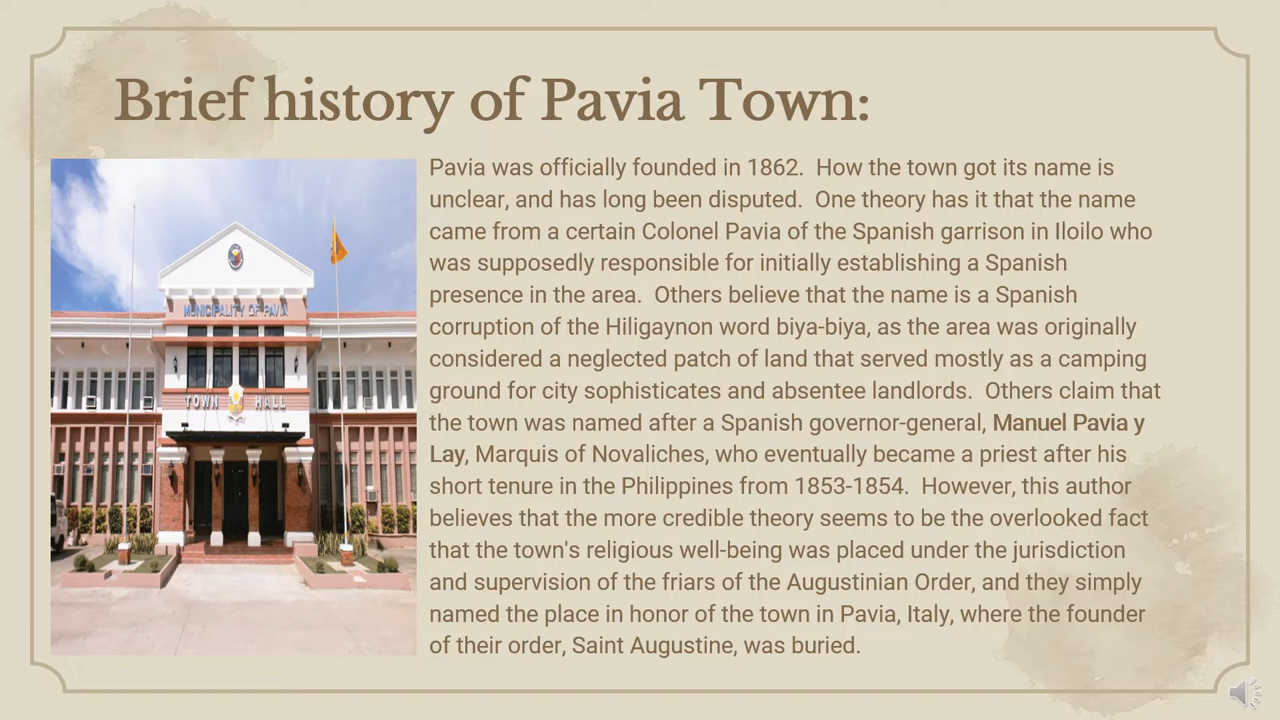 Brief history of Pavia Town:
Pavia was officially founded in 1862.  How the town got its name is
unclear, and has long been disputed.  One theory has it that the name
came from a certain Colonel Pavia of the Spanish garrison in Iloilo who
was supposedly responsible for initially establishing a Spanish
presence in the area.  Others believe that the name is a Spanish
corruption of the Hiligaynon word biya-biya, as the area was originally
considered a neglected patch of land that served mostly as a camping
ground for city sophisticates and absentee landlords.  Others claim that
the town was named after a Spanish governor-general, Manuel Pavia y
Lay, Marquis of Novaliches, who eventually became a priest after his
short tenure in the Philippines from 1853-1854.  However, this author
believes that the more credible theory seems to be the overlooked fact
that the town's religious well-being was placed under the jurisdiction
and supervision of the friars of the Augustinian Order, and they simply
named the place in honor of the town in Pavia, Italy, where the founder
of their order, Saint Augustine, was buried.
MUNICIPALITY OF PAVIA
TOWN HALL